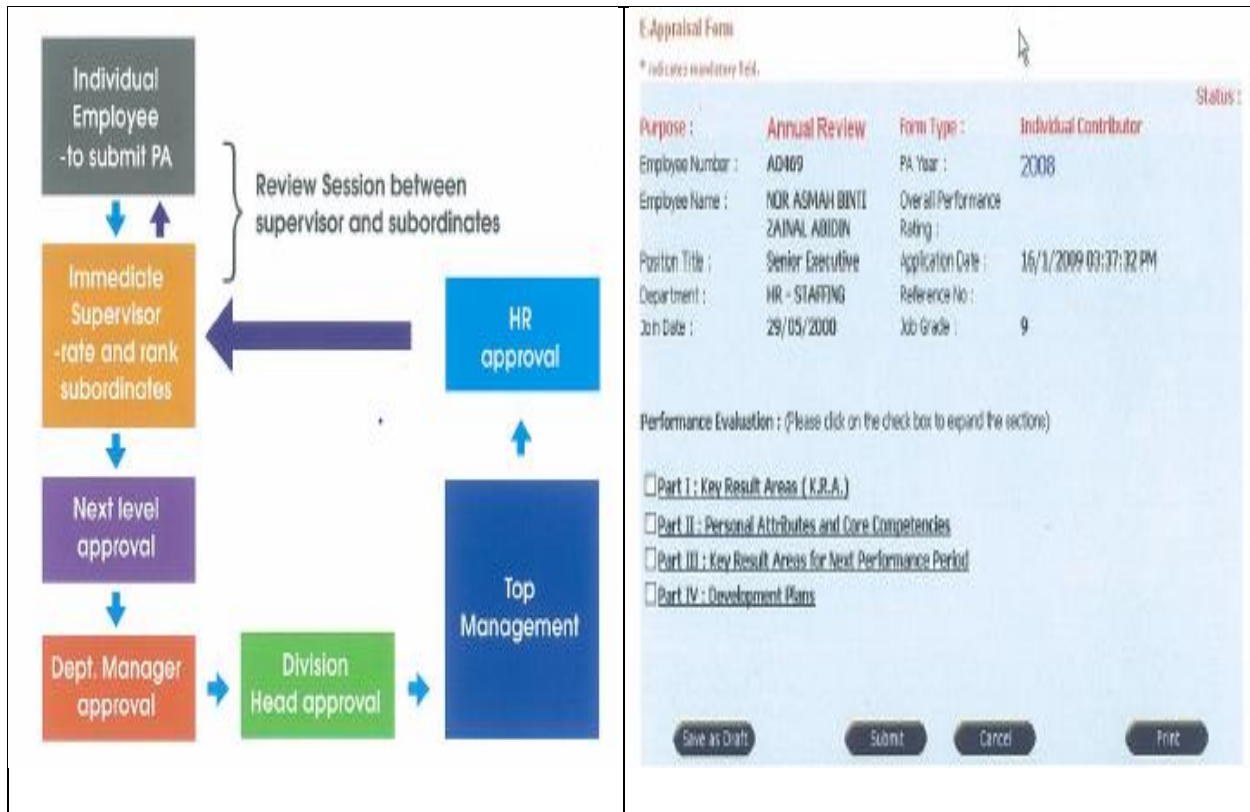 Individual
Employee
-to submit PA
Review Session between
supervisor and subordinates
Immediate
Supervisor
-rate and rank
subordinates
HR
approval
Next level
approval
Top
Management
Dept. Manager
approval
Division
Head approval
E-Appraisal Form
* indicates mandatory field.
Status :
Purpose : Annual Review Form Type : Individual Contributor
Employee Number : A0469 PA Year : 2008
Employee Name : NOR ASMAH BINTI Overall Performance
ZAINAL ABIDIN Rating :
Position Title : Senior Executive Application Date : 16/1/2009 03:37:32 PM
Department : HR - STAFFING Reference No :
Join Date : 29/05/2000 Job Grade : 9
Performance Evaluation : (Please click on the check box to expand the sections)
Part I : Key Result Areas ( K.R.A.)
Part II : Personal Attributes and Core Competencies
Part III : Key Result Areas for Next Performance Period
Part IV : Development Plans
Save as Draft Submit Cancel Print